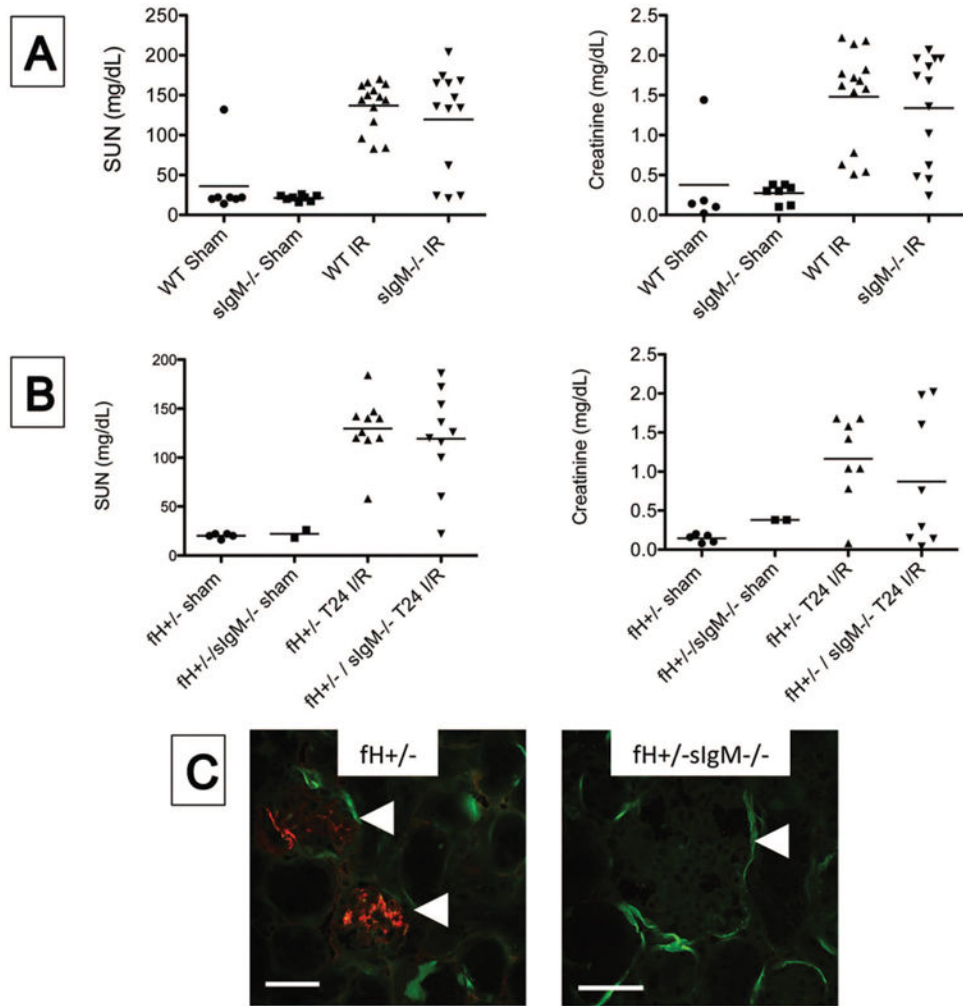 A
SUN (mg/dL)
250
200
150
100
50
0
WT Sham
sIgM-/- Sham
WT IR
sIgM-/- IR
Creatinine (mg/dL)
2.5
2.0
1.5
1.0
0.5
0.0
WT Sham
sIgM-/- Sham
WT IR
sIgM-/- IR
B
SUN (mg/dL)
200
150
100
50
0
fH+/- sham
fH+/-/sIgM-/- sham
fH+/- T24 I/R
fH+/- / sIgM-/- T24 I/R
Creatinine (mg/dL)
2.5
2.0
1.5
1.0
0.5
0.0
fH+/- sham
fH+/-/sIgM-/- sham
fH+/- T24 I/R
fH+/- / sIgM-/- T24 I/R
C
fH+/-
fH+/-sIgM-/-